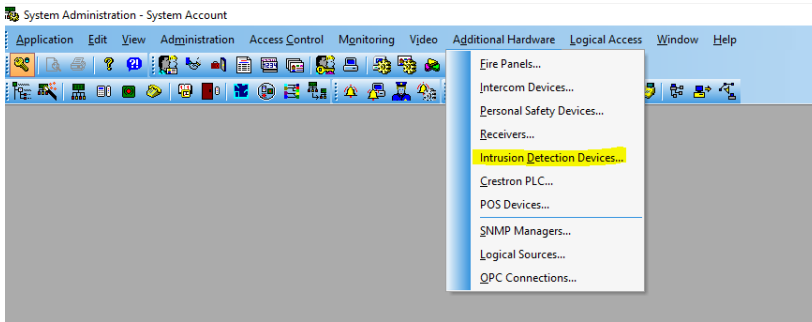 System Administration - System Account
Application Edit View Administration Access Control Monitoring Video Additional Hardware Logical Access Window Help
Fire Panels...
Intercom Devices...
Personal Safety Devices...
Receivers...
Intrusion Detection Devices...
Crestron PLC...
POS Devices...
SNMP Managers...
Logical Sources...
OPC Connections...